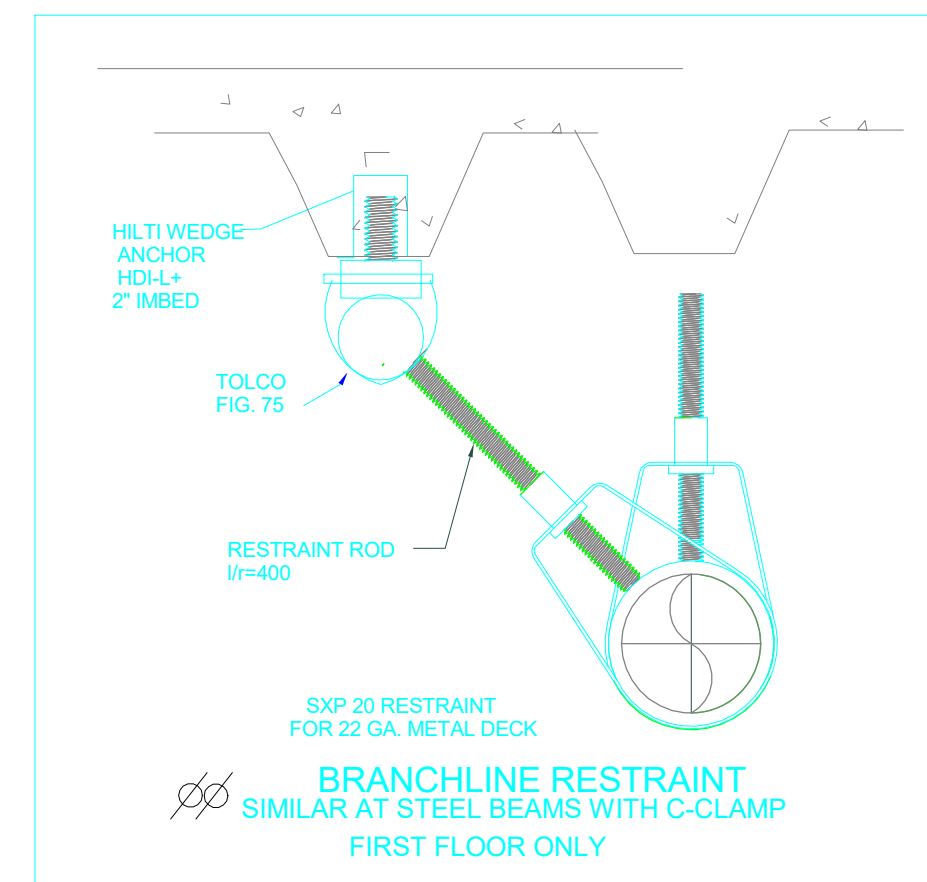 HILTI WEDGE
ANCHOR
HDI-L+
2" IMBED
TOLCO
FIG. 75
RESTRAINT ROD
l/r=400
SXP 20 RESTRAINT
FOR 22 GA. METAL DECK
BRANCHLINE RESTRAINT
SIMILAR AT STEEL BEAMS WITH C-CLAMP
FIRST FLOOR ONLY